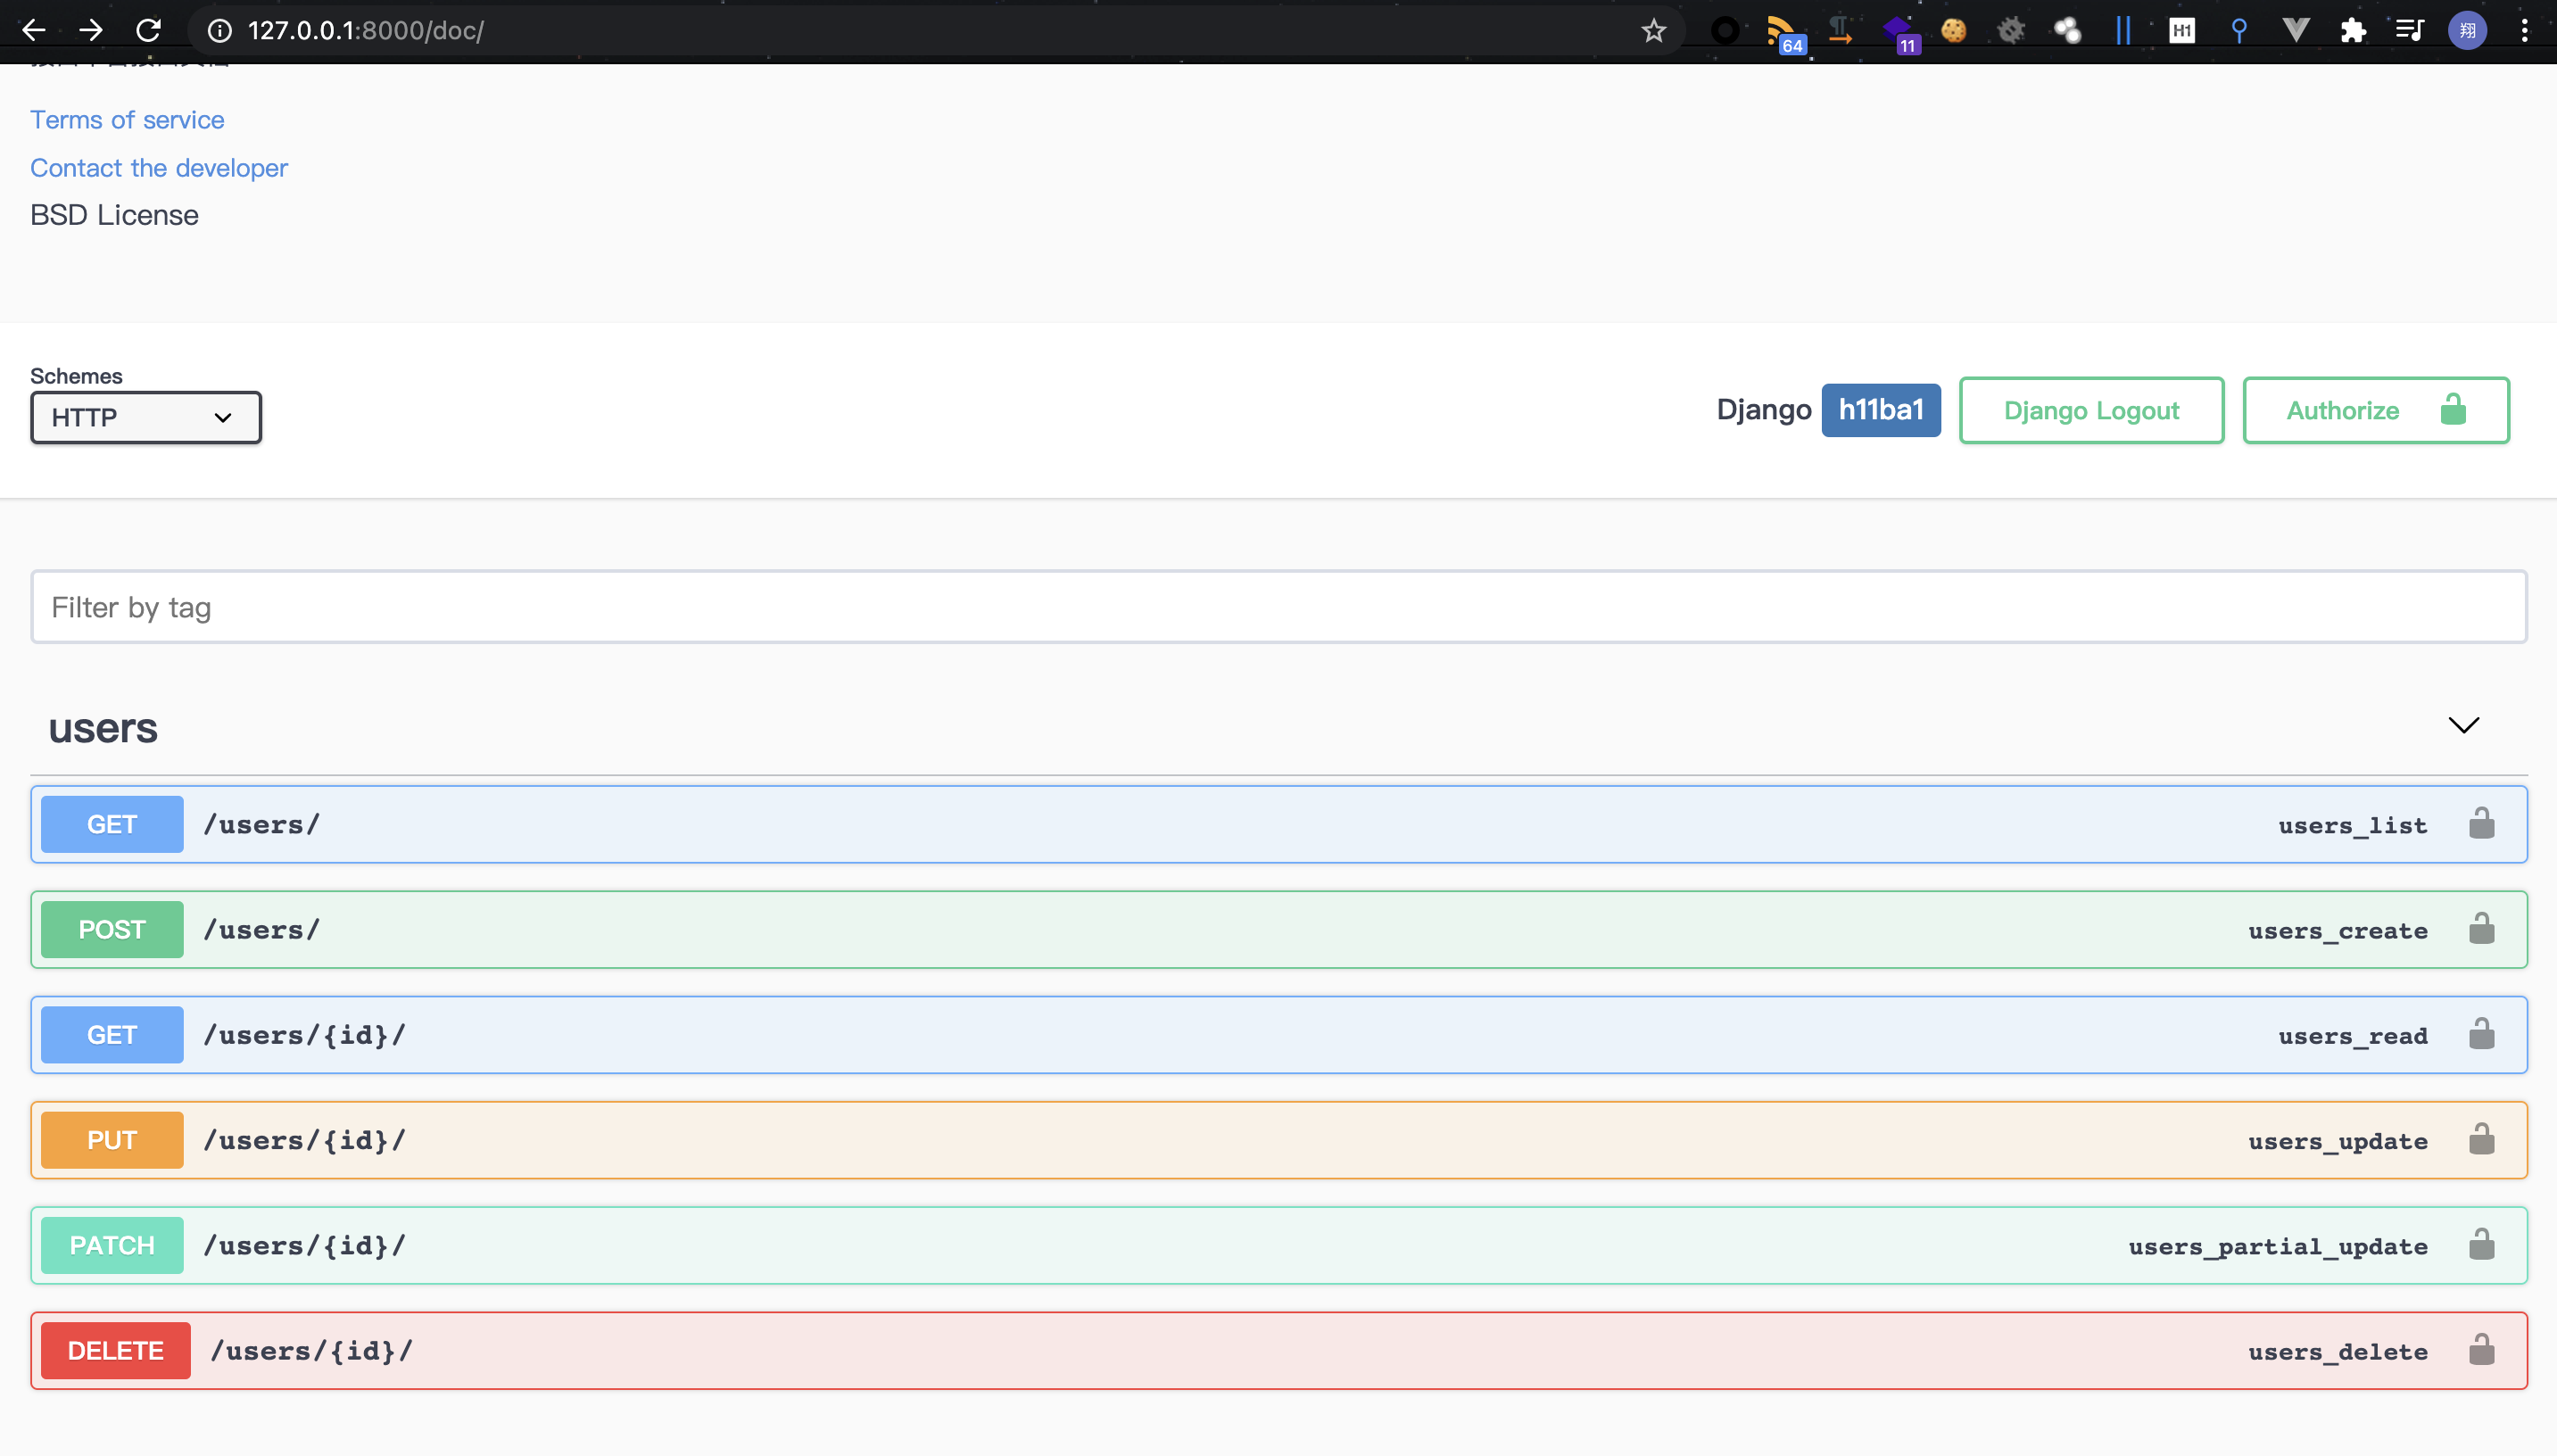 127.0.0.1:8000/doc/
64
11
H1
翔
Terms of service
Contact the developer
BSD License
Schemes
HTTP
Django h11ba1 Django Logout Authorize
Filter by tag
users
GET /users/ users_list
POST /users/ users_create
GET /users/{id}/ users_read
PUT /users/{id}/ users_update
PATCH /users/{id}/ users_partial_update
DELETE /users/{id}/ users_delete